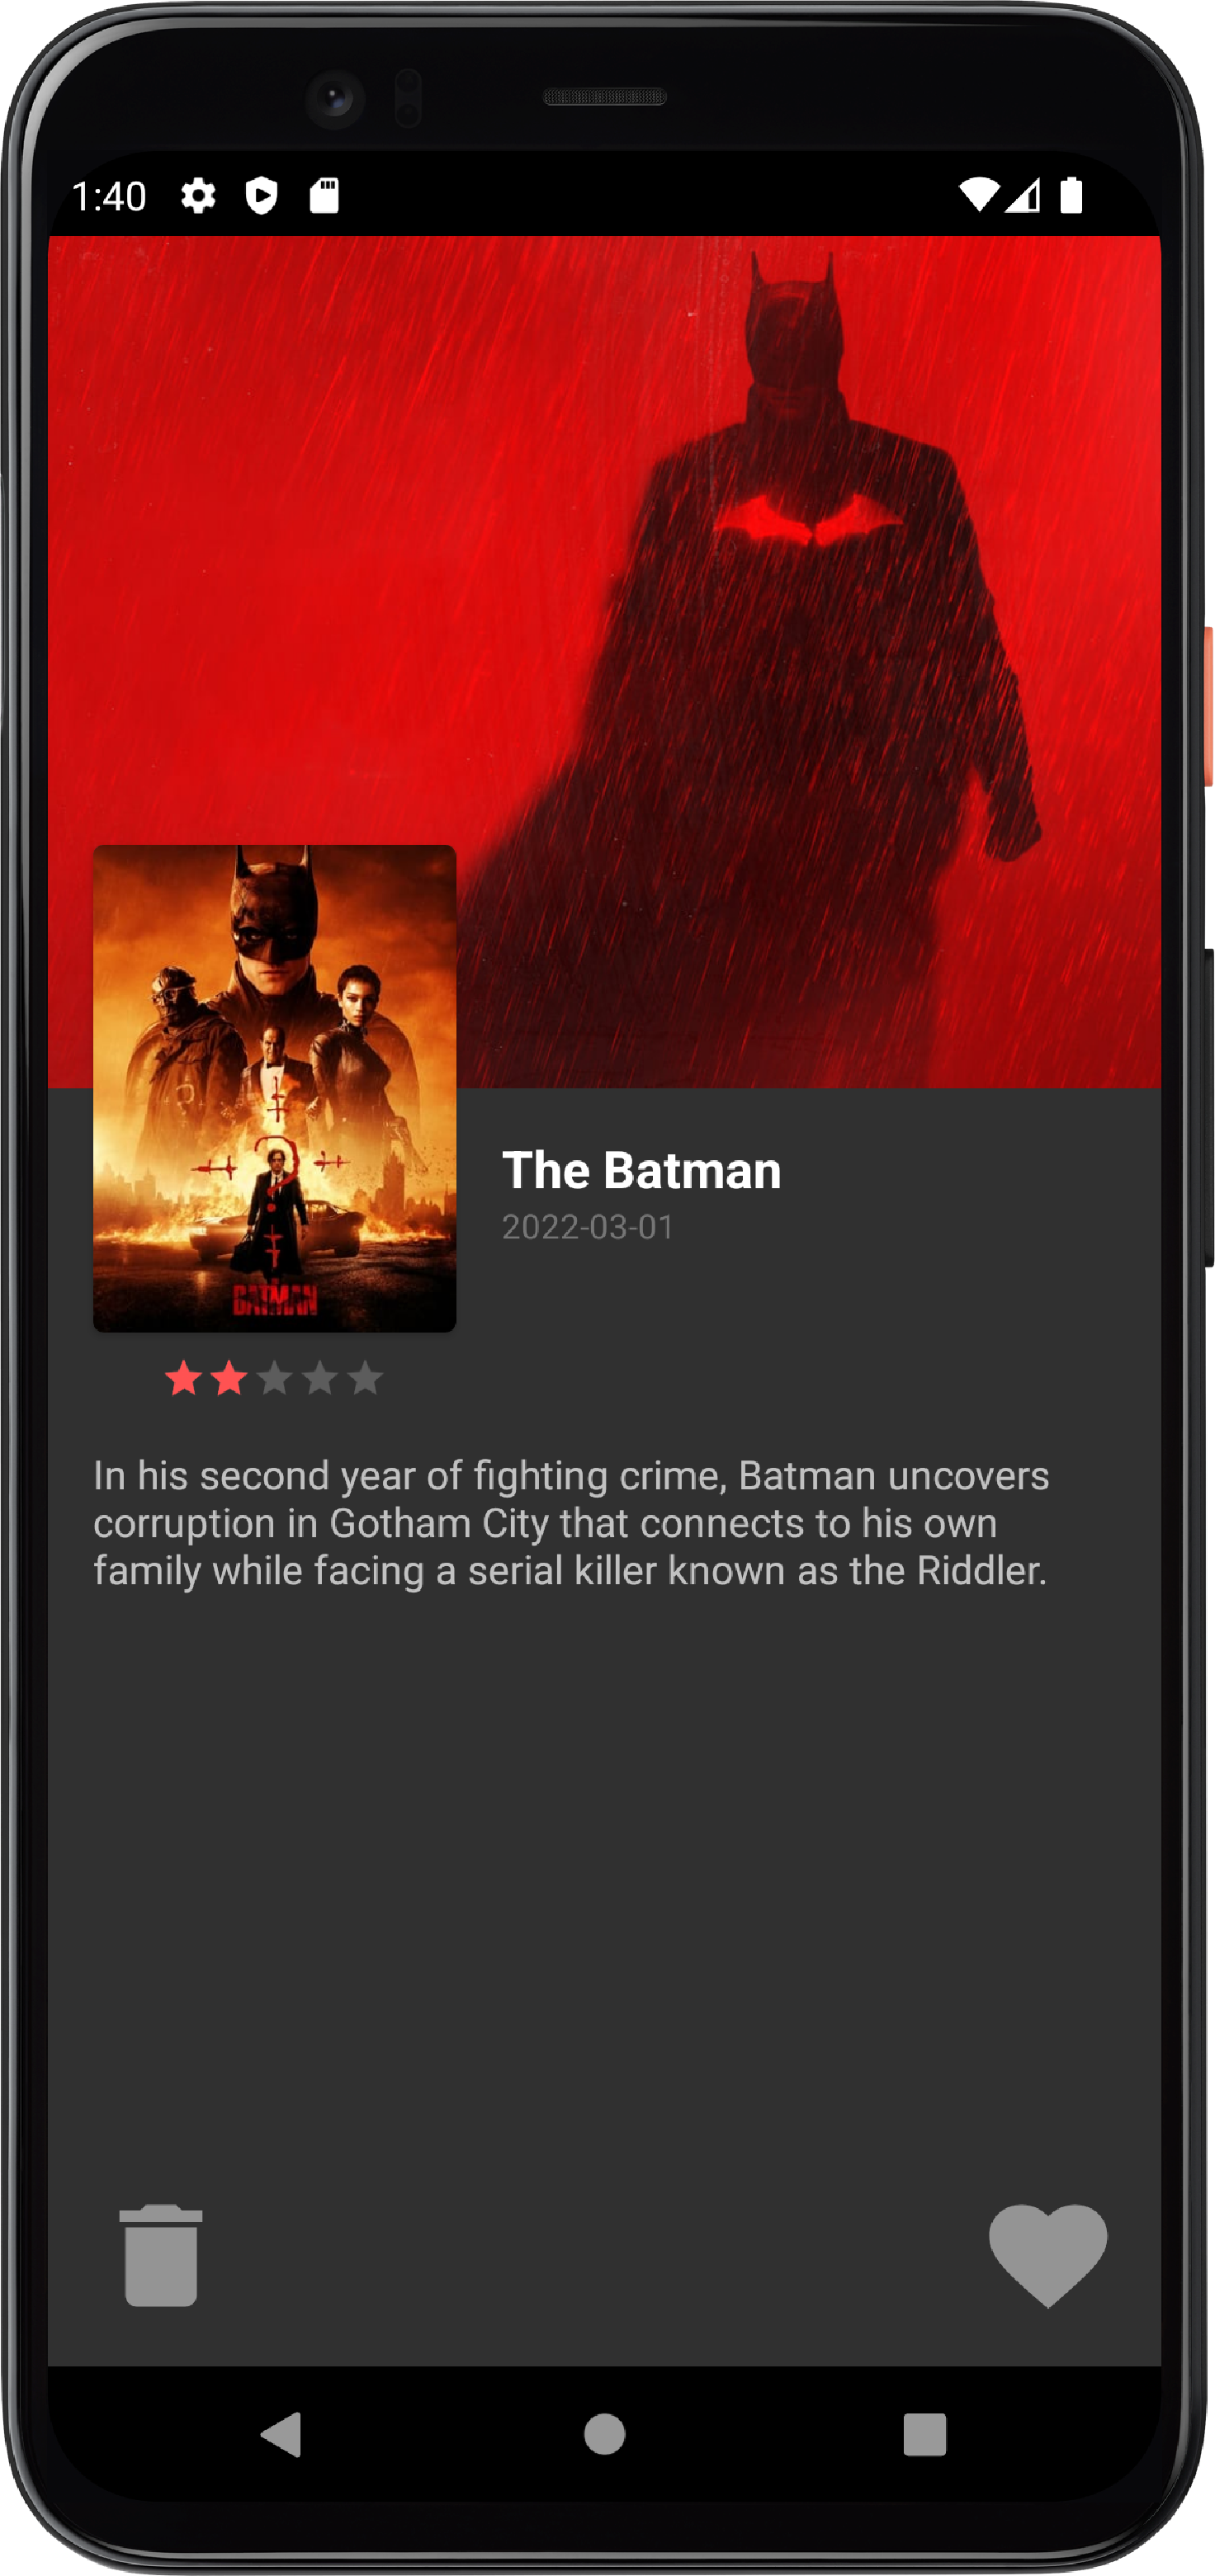 1:40
BATMAN
The Batman
2022-03-01
In his second year of fighting crime, Batman uncovers
corruption in Gotham City that connects to his own
family while facing a serial killer known as the Riddler.